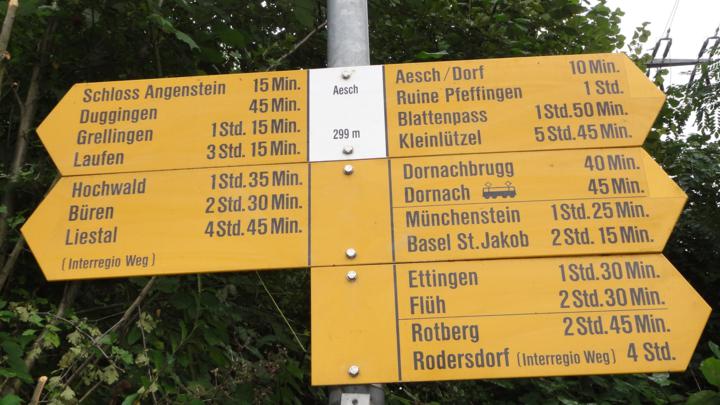 Schloss Angenstein 15 Min.
Duggingen 45 Min.
Grellingen 1 Std. 15 Min.
Laufen 3 Std. 15 Min.
Aesch
299 m
Aesch/Dorf 10 Min.
Ruine Pfeffingen 1 Std.
Blattenpass 1 Std. 50 Min.
Kleinlützel 5 Std. 45 Min.
Hochwald 1 Std. 35 Min.
Büren 2 Std. 30 Min.
Liestal 4 Std. 45 Min.
(Interregio Weg)
Dornachbrugg 40 Min.
Dornach 45 Min.
Münchenstein 1 Std. 25 Min.
Basel St. Jakob 2 Std. 15 Min.
Ettingen 1 Std. 30 Min.
Flüh 2 Std. 30 Min.
Rotberg 2 Std. 45 Min.
Rodersdorf (Interregio Weg) 4 Std.